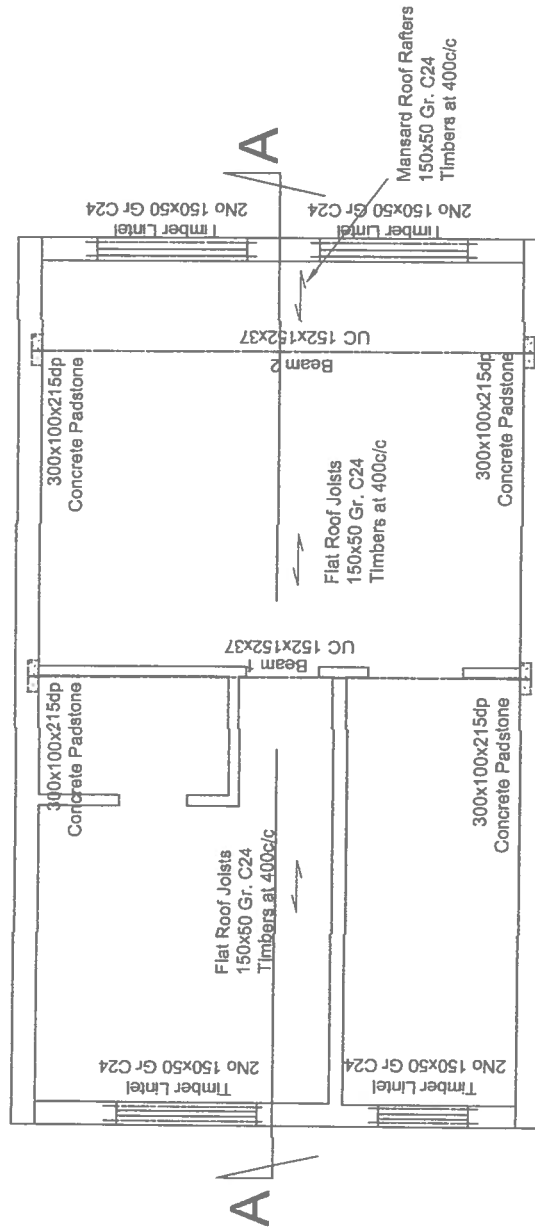 A
A
Mansard Roof Rafters
150x50 Gr. C24
Timbers at 400c/c
Timber Lintel
2No 150x50 Gr C24
Timber Lintel
2No 150x50 Gr C24
300x100x215dp
Concrete Padstone
Beam 2
UC 152x152x37
300x100x215dp
Concrete Padstone
Flat Roof Joists
150x50 Gr. C24
Timbers at 400c/c
Beam 1
UC 152x152x37
300x100x215dp
Concrete Padstone
300x100x215dp
Concrete Padstone
Flat Roof Joists
150x50 Gr. C24
Timbers at 400c/c
Timber Lintel
2No 150x50 Gr C24
Timber Lintel
2No 150x50 Gr C24